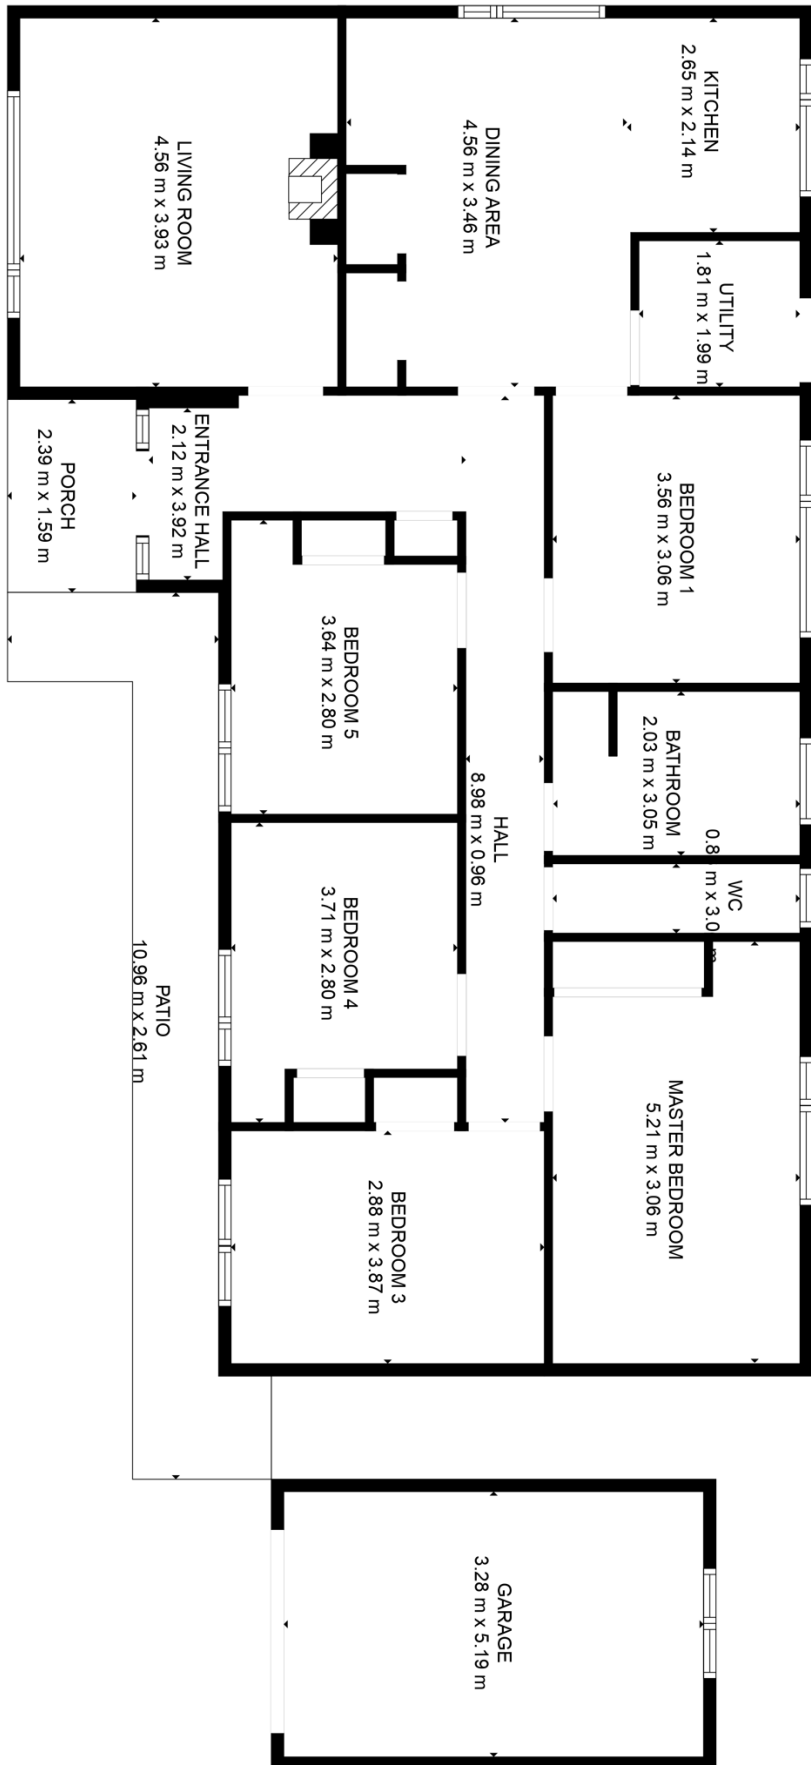 KITCHEN
2.65 m x 2.14 m
DINING AREA
4.56 m x 3.46 m
LIVING ROOM
4.56 m x 3.93 m
UTILITY
1.81 m x 1.99 m
BEDROOM 1
3.56 m x 3.06 m
ENTRANCE HALL
2.12 m x 3.92 m
PORCH
2.39 m x 1.59 m
BEDROOM 5
3.64 m x 2.80 m
BATHROOM
2.03 m x 3.05 m
HALL
8.98 m x 0.96 m
WC
m x
BEDROOM 4
3.71 m x 2.80 m
PATIO
10.96 m x 2.61 m
MASTER BEDROOM
5.21 m x 3.06 m
BEDROOM 3
2.88 m x 3.87 m
GARAGE
3.28 m x 5.19 m